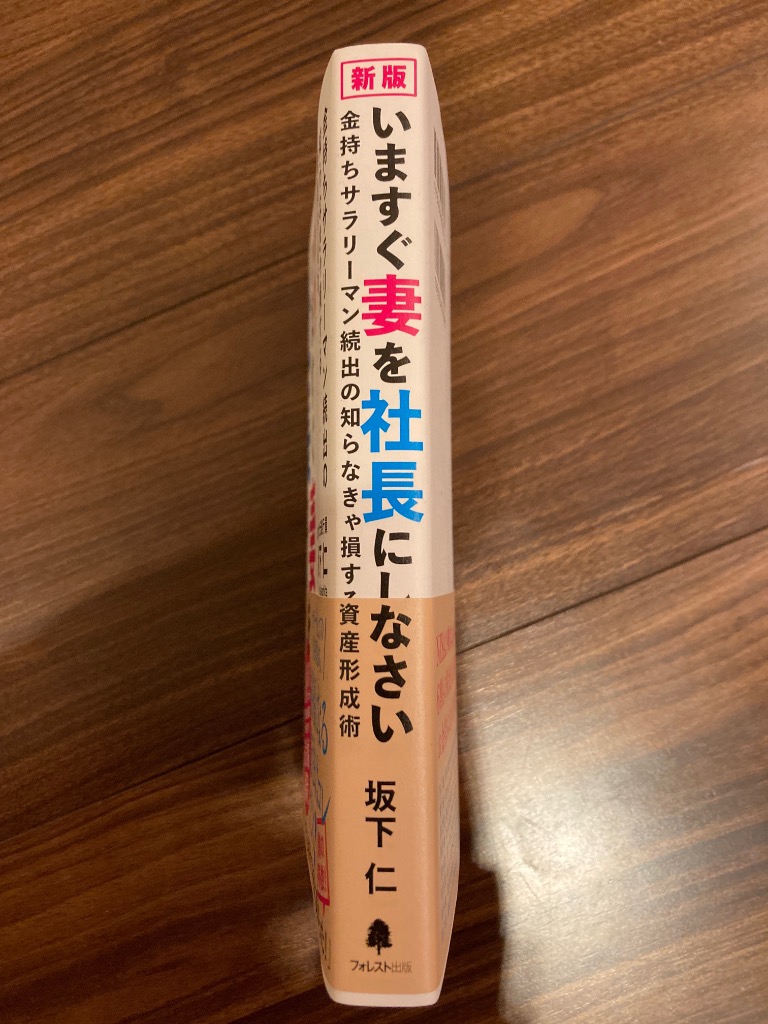 新版
いますぐ妻を社長にしなさい
金持ちサラリーマン続出の知らなきゃ損する資産形成術
坂下 仁
フォレスト出版